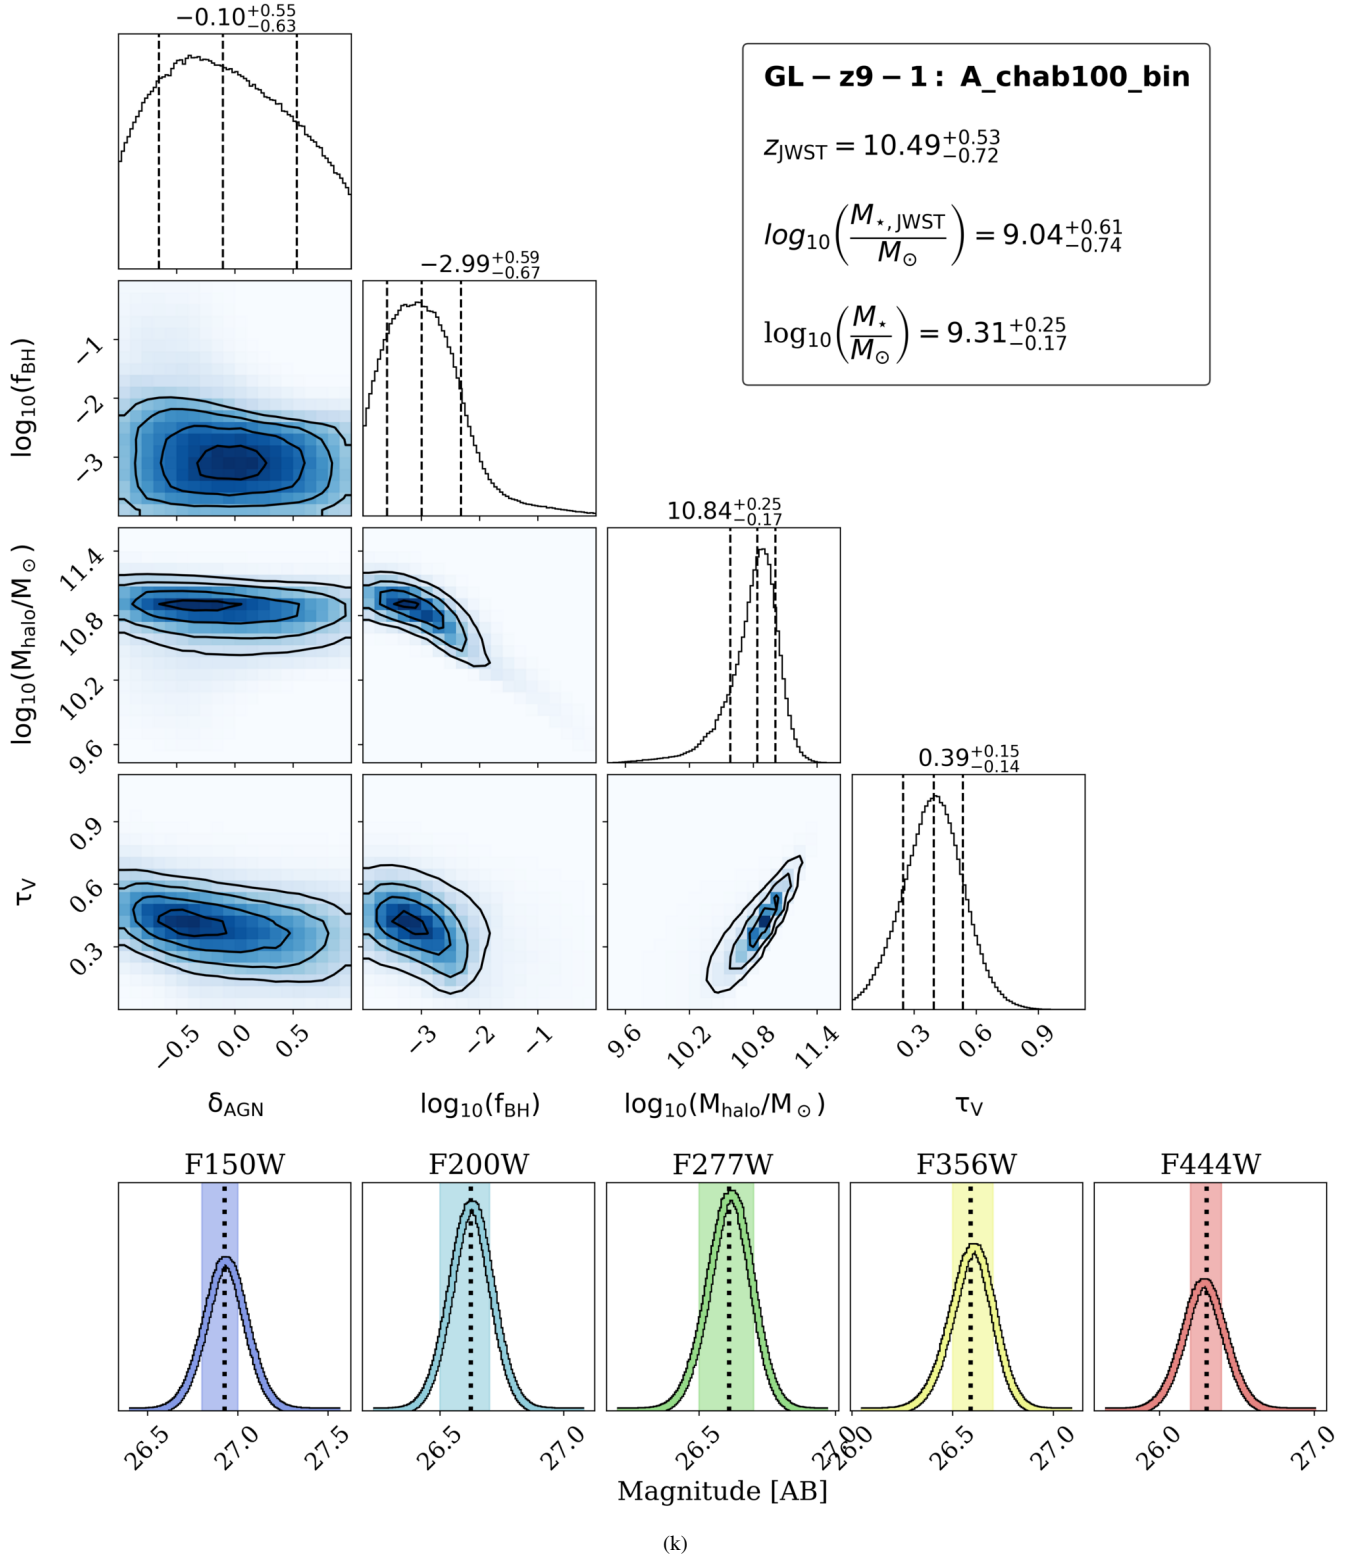 −0.10+0.55−0.63
GL − z9 − 1 : A_chab100_bin
zJWST = 10.49+0.53−0.72
log10(M⋆,JWST/M⊙) = 9.04+0.61−0.74
log10(M⋆/M⊙) = 9.31+0.25−0.17
−2.99+0.59−0.67
log10(fBH)
−1
−2
−3
10.84+0.25−0.17
log10(Mhalo/M⊙)
11.4
10.8
10.2
9.6
0.39+0.15−0.14
τV
0.9
0.6
0.3
−0.5 0.0 0.5 −3 −2 −1 9.6 10.2 10.8 11.4 0.3 0.6 0.9
δAGN log10(fBH) log10(Mhalo/M⊙) τV
F150W F200W F277W F356W F444W
26.5 27.0 27.5 26.5 27.0 26.5 27.0 26.0 26.5 27.0 26.0 27.0
Magnitude [AB]
(k)